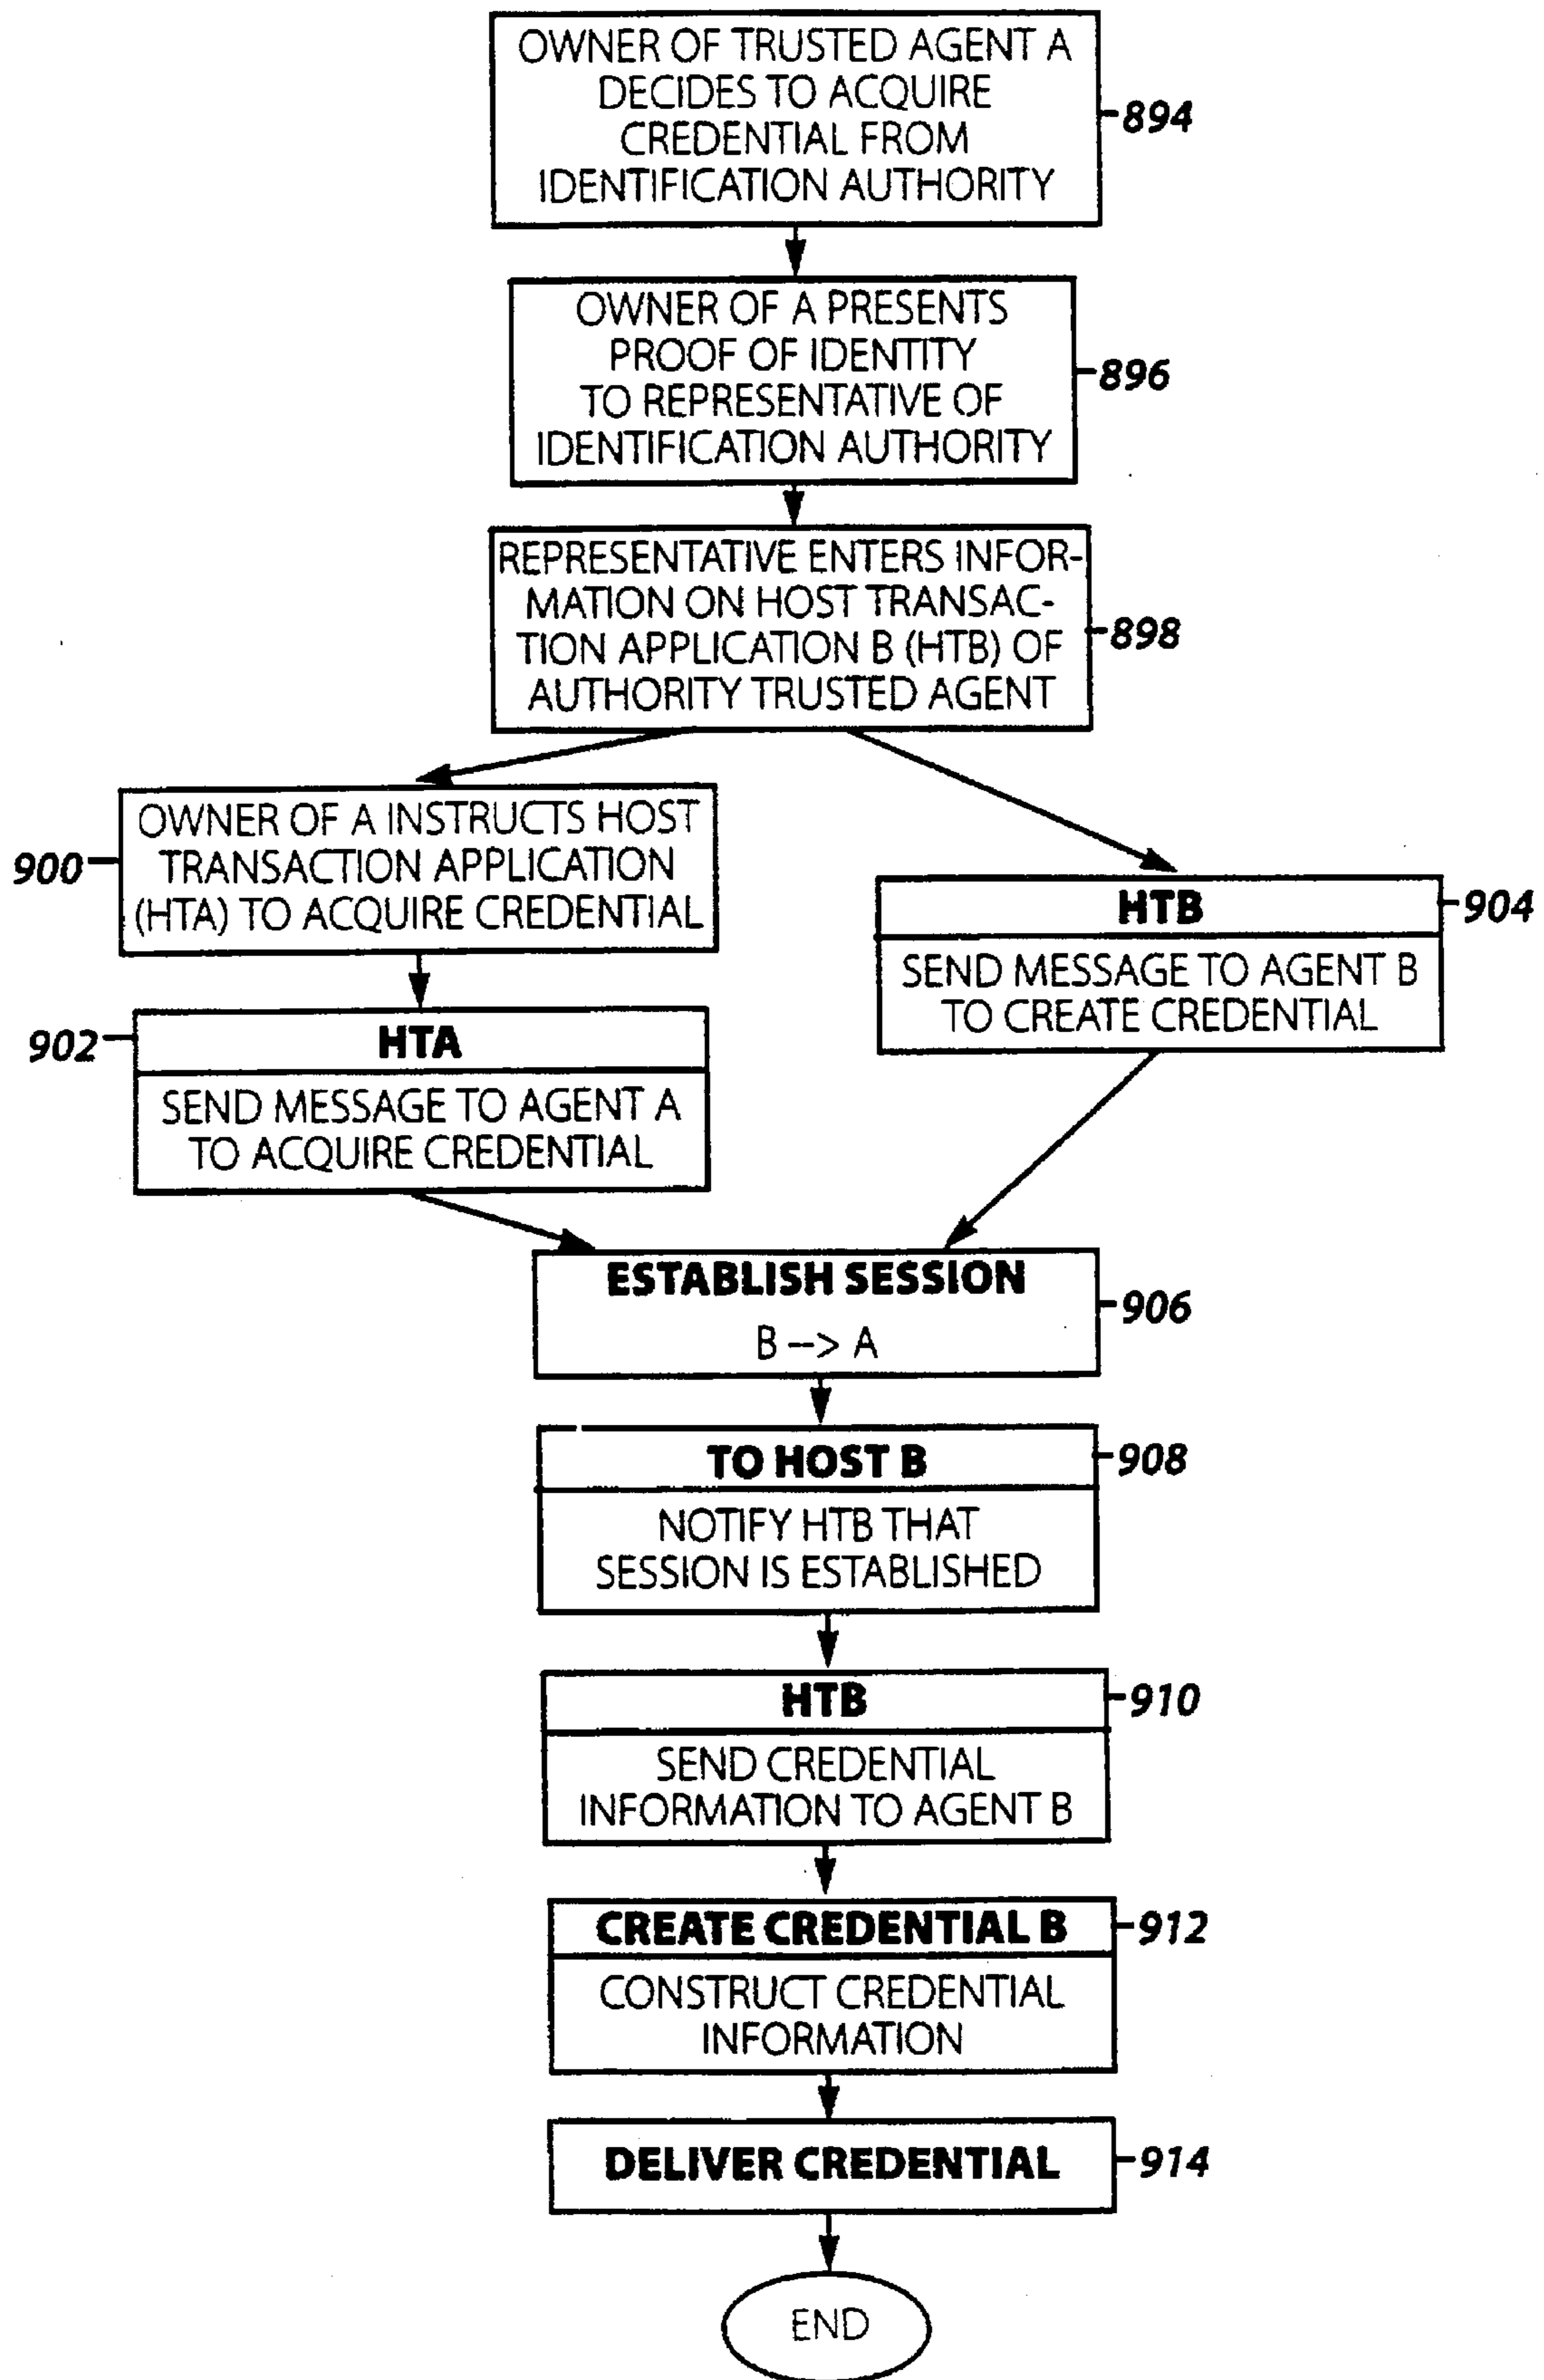 OWNER OF TRUSTED AGENT A
DECIDES TO ACQUIRE
CREDENTIAL FROM
IDENTIFICATION AUTHORITY
894
OWNER OF A PRESENTS
PROOF OF IDENTITY
TO REPRESENTATIVE OF
IDENTIFICATION AUTHORITY
896
REPRESENTATIVE ENTERS INFOR-
MATION ON HOST TRANSAC-
TION APPLICATION B (HTB) OF
AUTHORITY TRUSTED AGENT
898
OWNER OF A INSTRUCTS HOST
TRANSACTION APPLICATION
(HTA) TO ACQUIRE CREDENTIAL
900
HTB
904
SEND MESSAGE TO AGENT B
TO CREATE CREDENTIAL
902
HTA
SEND MESSAGE TO AGENT A
TO ACQUIRE CREDENTIAL
ESTABLISH SESSION
B --> A
906
TO HOST B
908
NOTIFY HTB THAT
SESSION IS ESTABLISHED
HTB
910
SEND CREDENTIAL
INFORMATION TO AGENT B
CREATE CREDENTIAL B
912
CONSTRUCT CREDENTIAL
INFORMATION
DELIVER CREDENTIAL
914
END